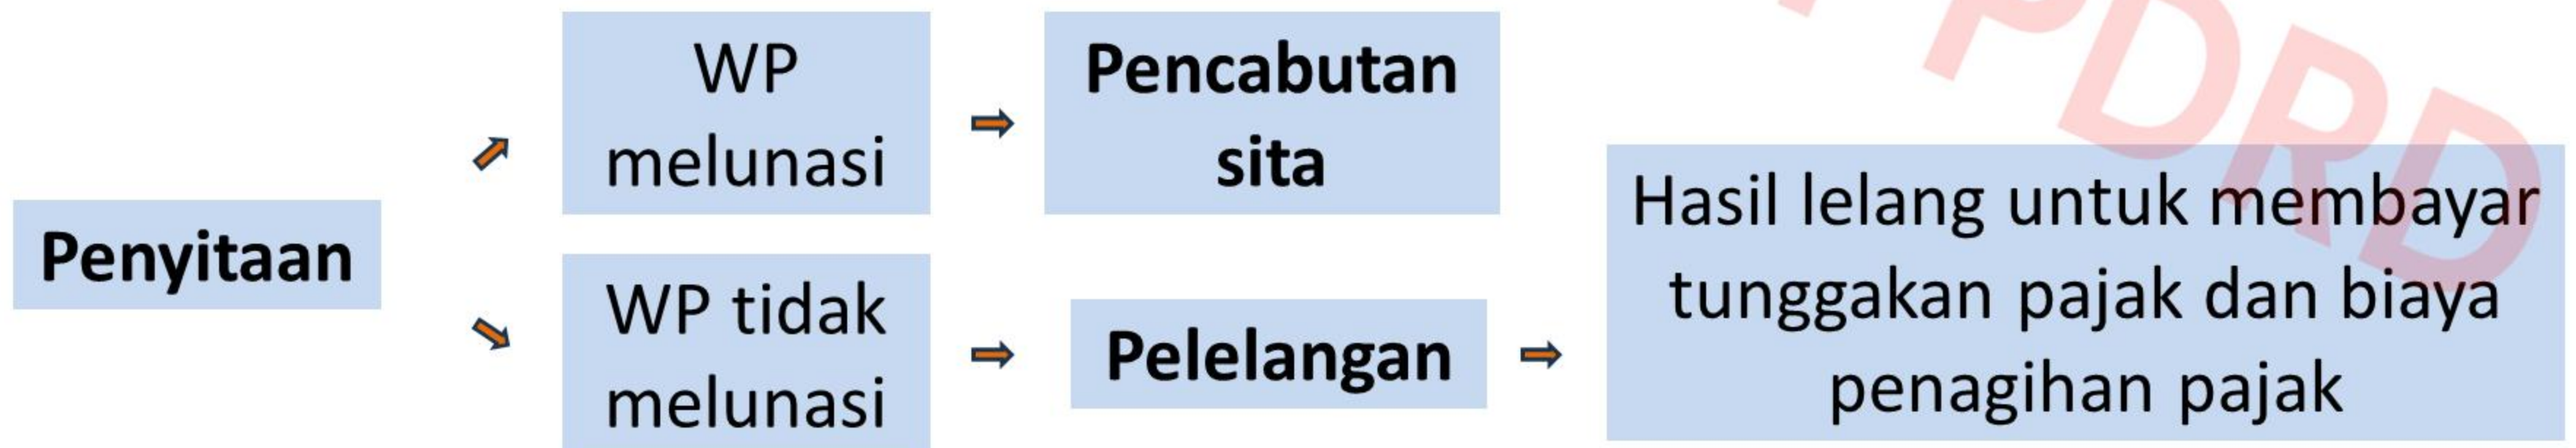 Penyitaan
WP
melunasi
Pencabutan
sita
WP tidak
melunasi
Pelelangan
Hasil lelang untuk membayar
tunggakan pajak dan biaya
penagihan pajak
PDRD